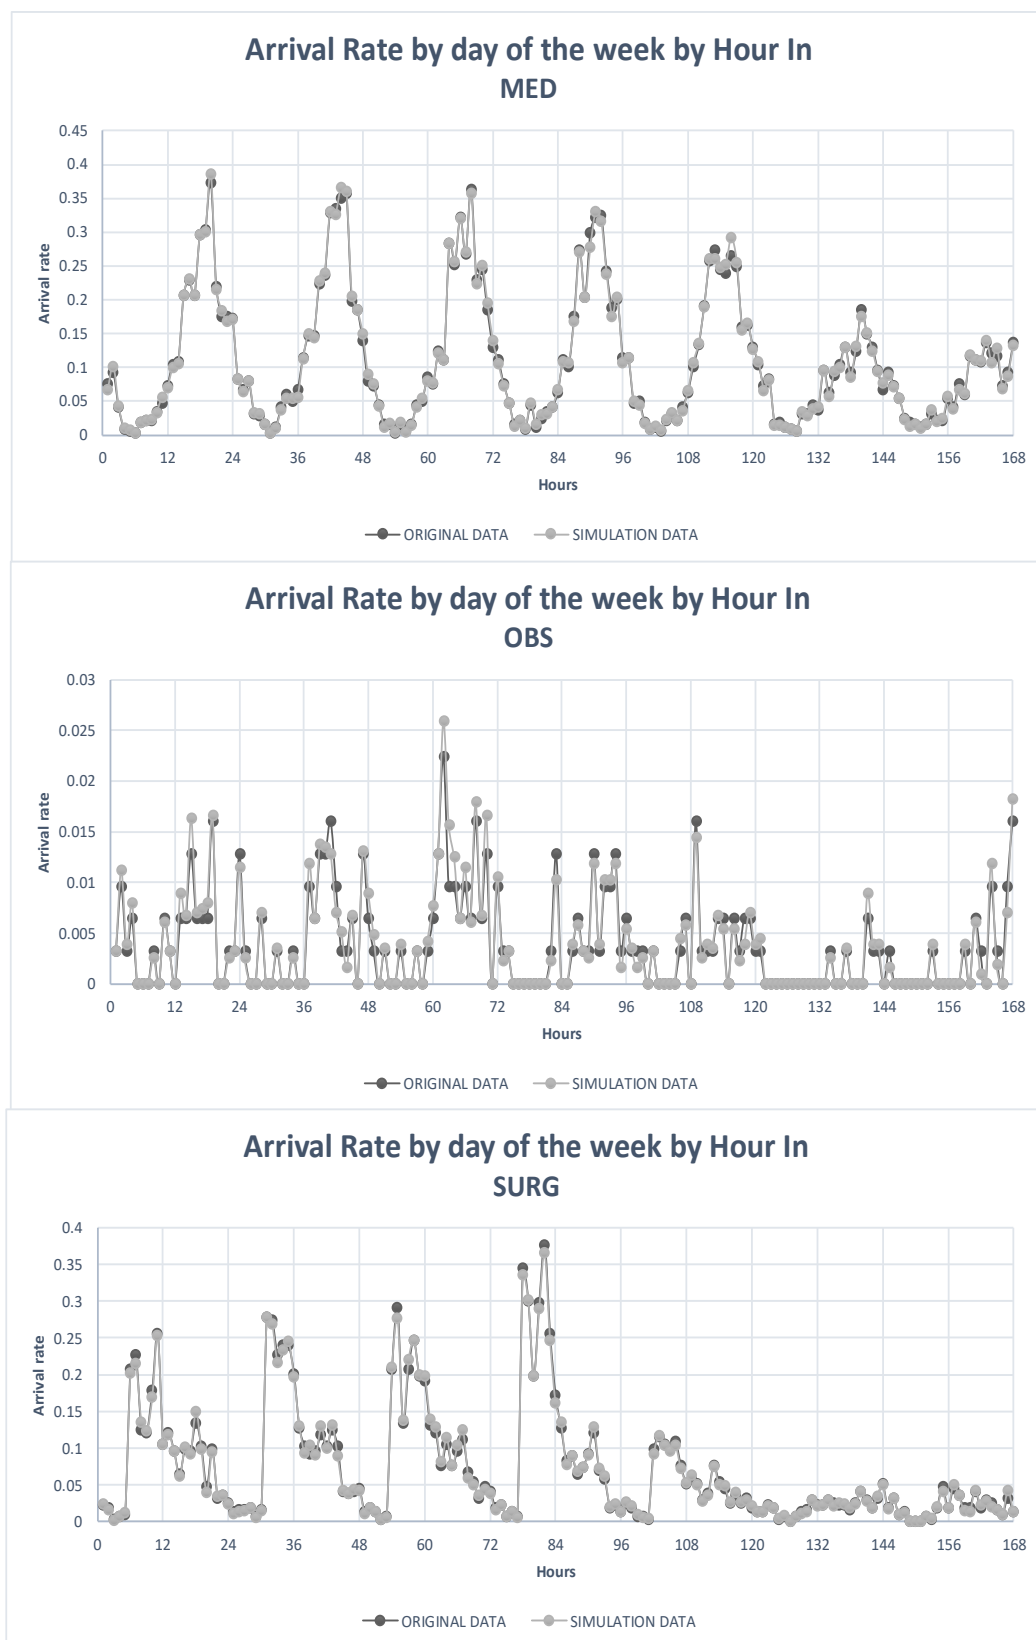 Arrival Rate by day of the week by Hour In
MED
0.45
0.4
0.35
0.3
0.25
0.2
0.15
0.1
0.05
0
Arrival rate
0 12 24 36 48 60 72 84 96 108 120 132 144 156 168
Hours
ORIGINAL DATA SIMULATION DATA
Arrival Rate by day of the week by Hour In
OBS
0.03
0.025
0.02
0.015
0.01
0.005
0
Arrival rate
0 12 24 36 48 60 72 84 96 108 120 132 144 156 168
Hours
ORIGINAL DATA SIMULATION DATA
Arrival Rate by day of the week by Hour In
SURG
0.4
0.35
0.3
0.25
0.2
0.15
0.1
0.05
0
Arrival rate
0 12 24 36 48 60 72 84 96 108 120 132 144 156 168
Hours
ORIGINAL DATA SIMULATION DATA